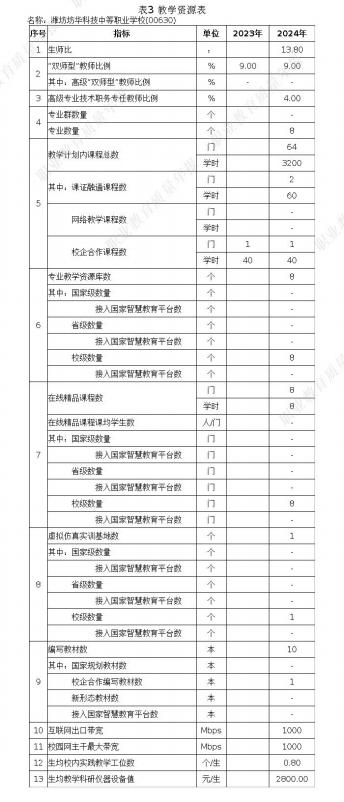 表3 教学资源表
名称：潍坊坊华科技中等职业学校(00630)
序号 指标 单位 2023年 2024年
1 生师比 ： 13.80
2 "双师型"教师比例 % 9.00 9.00
其中：高级"双师型"教师比例 % - -
3 高级专业技术职务专任教师比例 % 4.00
4 专业群数量 个 -
专业数量 个 8
5 教学计划内课程总数 门 64
学时 3200
其中：课证融通课程数 门 2
学时 60
网络教学课程数 门 -
学时 -
校企合作课程数 门 1 1
学时 40 40
6 专业教学资源库数 个 8
其中：国家级数量 个 -
接入国家智慧教育平台数 个 -
省级数量 个 -
接入国家智慧教育平台数 个 -
校级数量 个 8
接入国家智慧教育平台数 个 -
7 在线精品课程数 门 8
学时 8
在线精品课程课均学生数 人/门 -
其中：国家级数量 门 -
接入国家智慧教育平台数 门 -
省级数量 门 -
接入国家智慧教育平台数 门 -
校级数量 门 8
接入国家智慧教育平台数 门 -
8 虚拟仿真实训基地数 个 1
其中：国家级数量 个 -
接入国家智慧教育平台数 个 -
省级数量 个 -
接入国家智慧教育平台数 个 -
校级数量 个 1
接入国家智慧教育平台数 个 -
9 编写教材数 本 10
其中：国家规划教材数 本 -
校企合作编写教材数 本 1
新形态教材数 本 -
接入国家智慧教育平台数 本 -
10 互联网出口带宽 Mbps 1000
11 校园网主干最大带宽 Mbps 1000
12 生均校内实践教学工位数 个/生 0.80
13 生均教学科研仪器设备值 元/生 2800.00